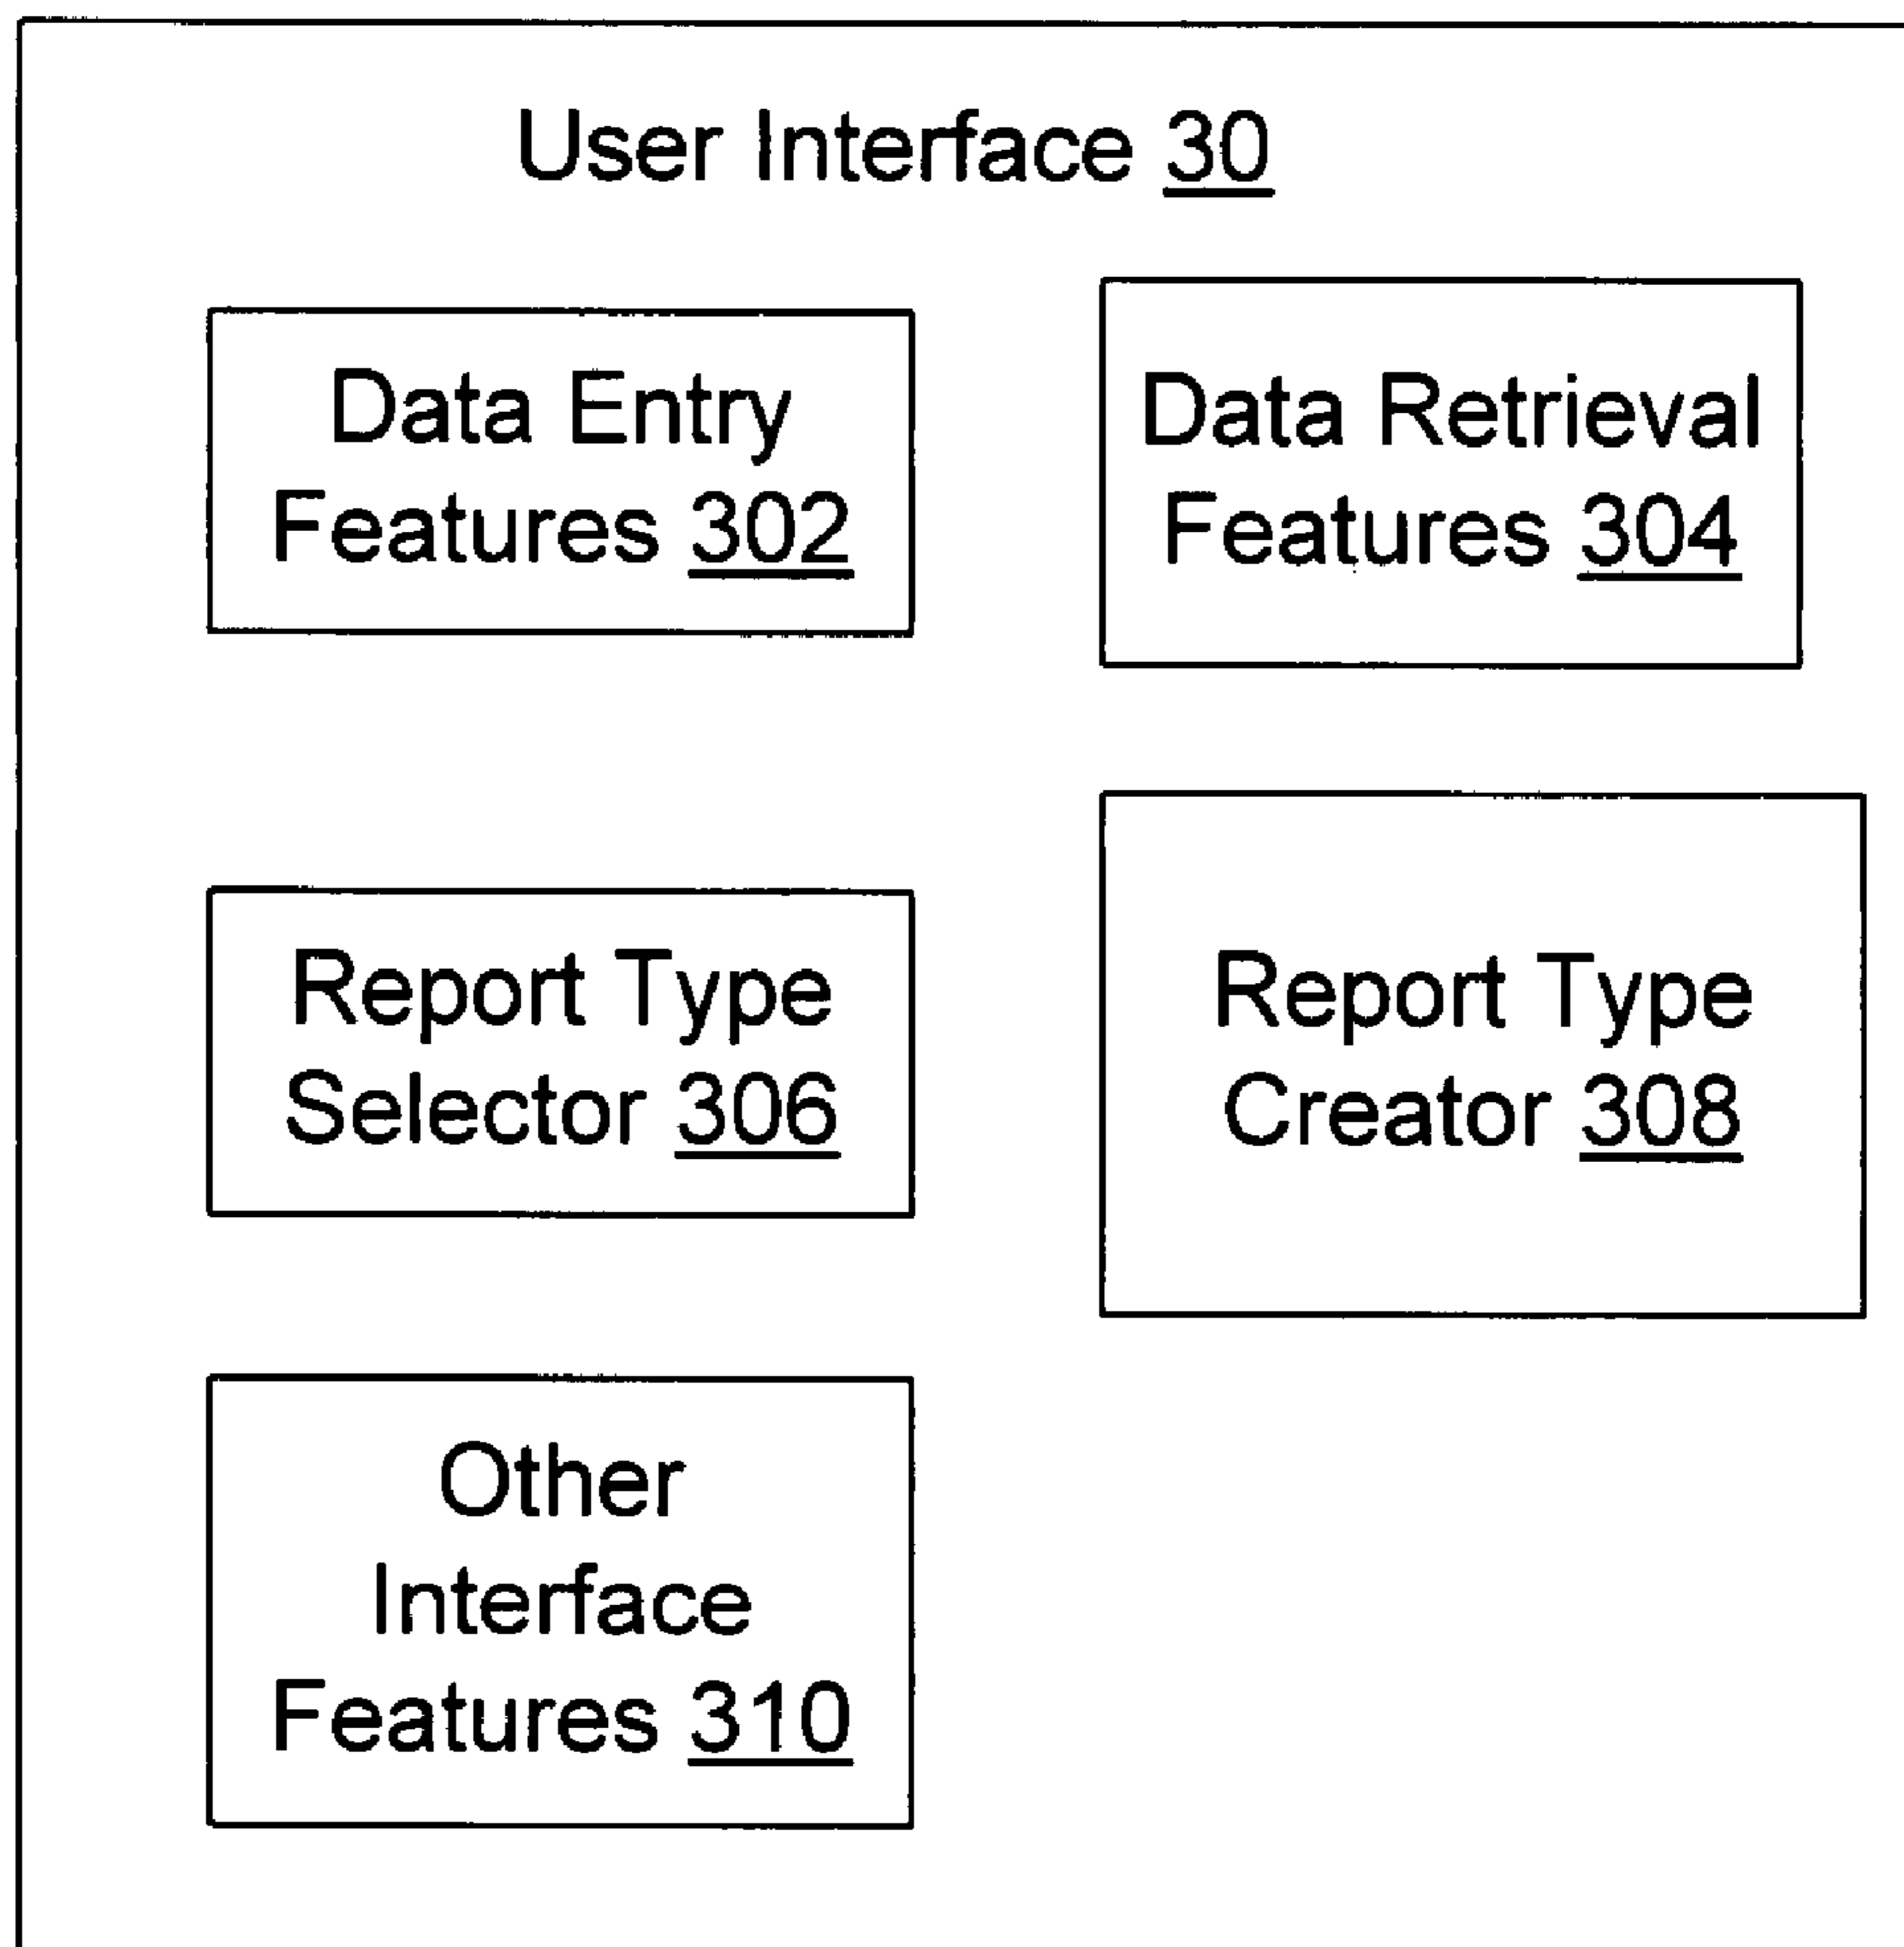 User Interface 30
Data Entry
Features 302
Data Retrieval
Features 304
Report Type
Selector 306
Report Type
Creator 308
Other
Interface
Features 310